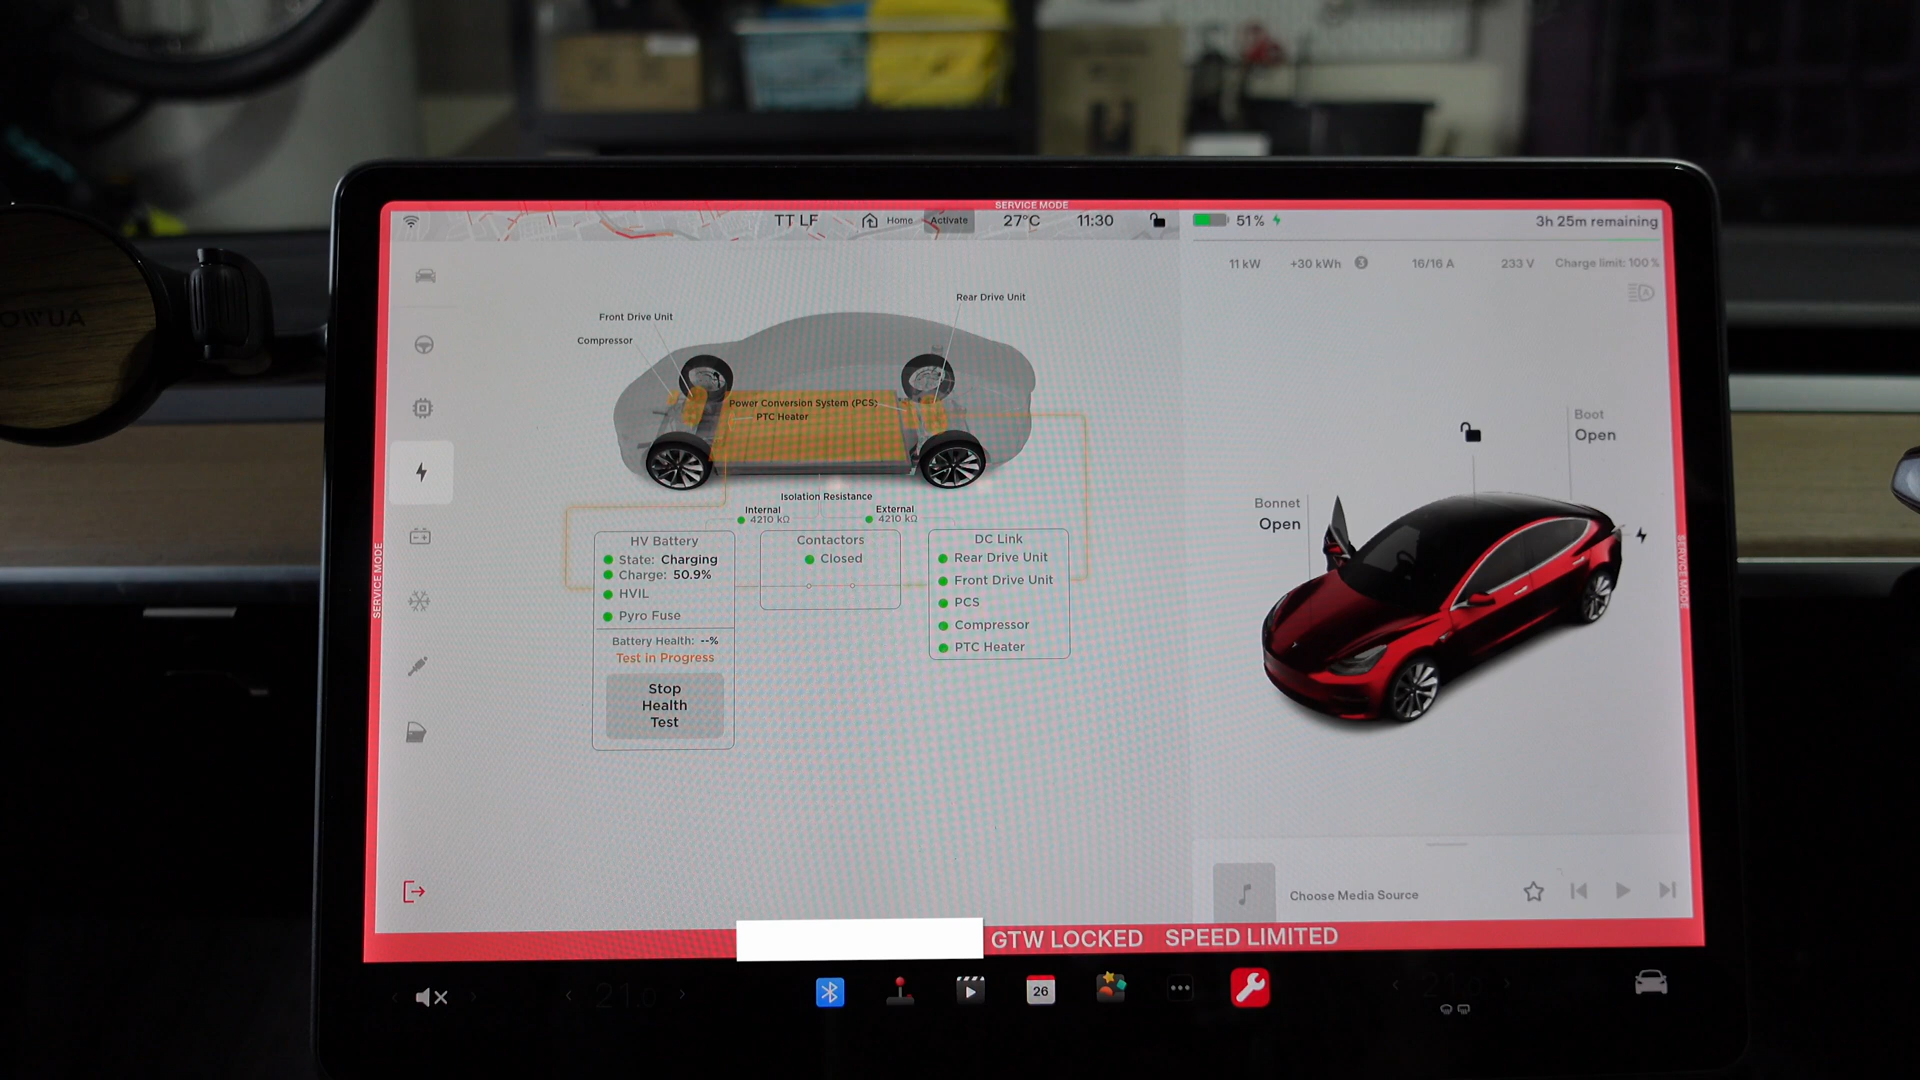 SERVICE MODE
TT LF
Home
Activate
27°C
11:30
51%
3h 25m remaining
11 kW
+30 kWh
3
16/16 A
233 V
Charge limit: 100%
Rear Drive Unit
Front Drive Unit
Compressor
Power Conversion System (PCS)
PTC Heater
Isolation Resistance
Internal
4210 kΩ
External
4210 kΩ
HV Battery
State: Charging
Charge: 50.9%
HVIL
Pyro Fuse
Battery Health: --%
Test in Progress
Stop
Health
Test
Contactors
Closed
DC Link
Rear Drive Unit
Front Drive Unit
PCS
Compressor
PTC Heater
Boot
Open
Bonnet
Open
SERVICE MODE
SERVICE MODE
Choose Media Source
GTW LOCKED SPEED LIMITED
21.0
26